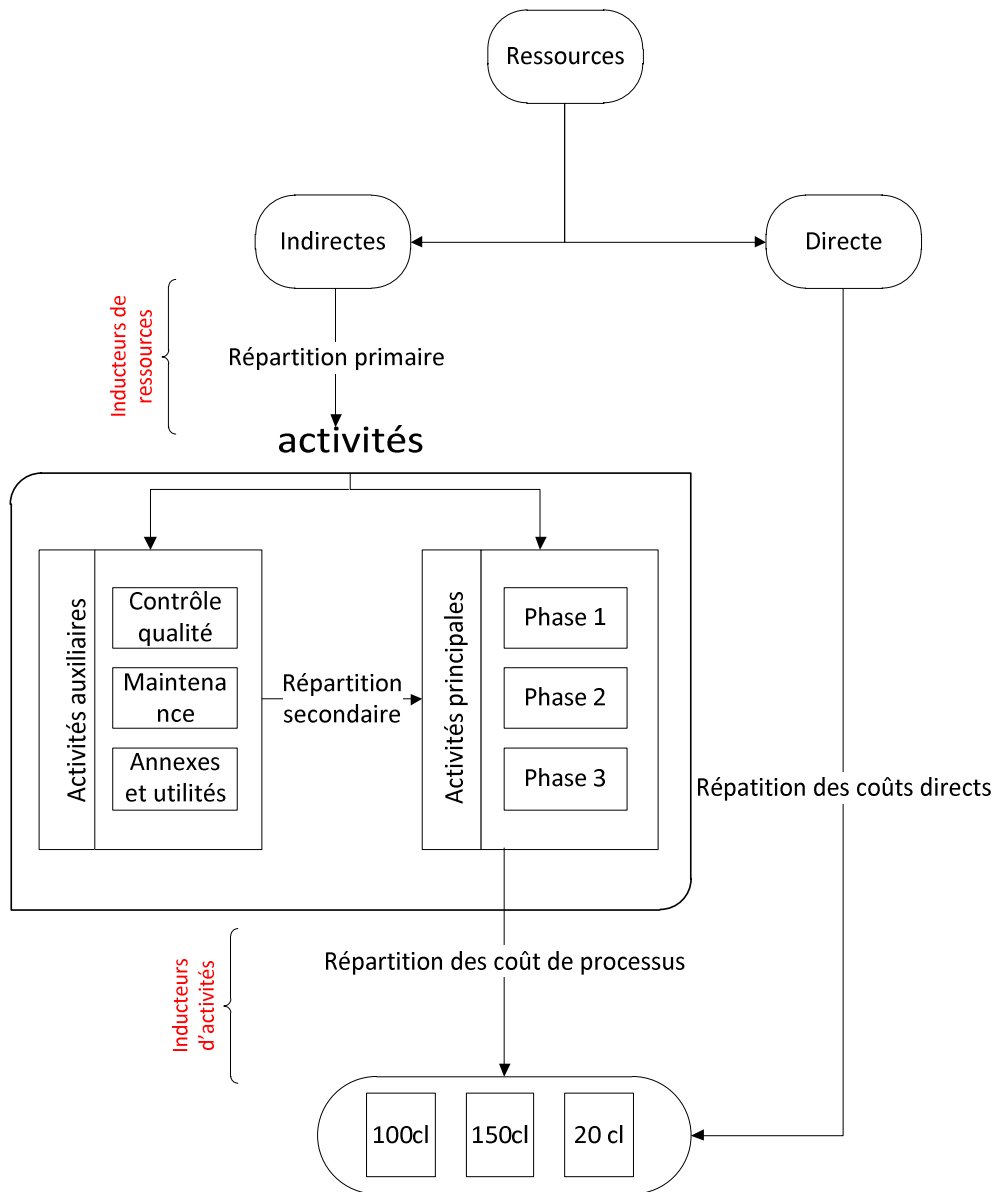 Ressources
Indirectes
Directe
Inducteurs de
ressources
Répartition primaire
activités
Activités auxiliaires
Contrôle
qualité
Maintena
nce
Annexes
et utilités
Répartition
secondaire
Activités principales
Phase 1
Phase 2
Phase 3
Répatition des coûts directs
Inducteurs
d'activités
Répartition des coût de processus
100cl
150cl
20 cl